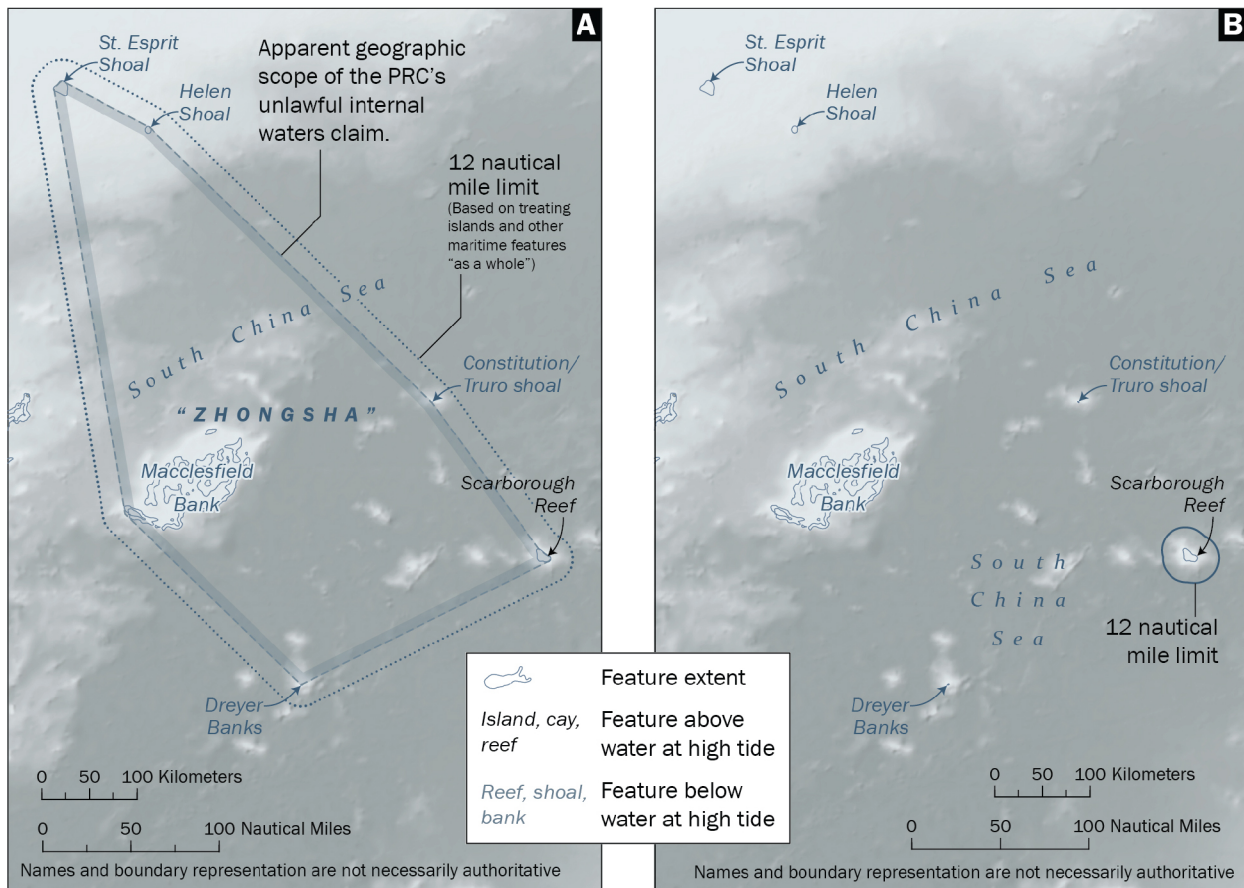 A
St. Esprit
Shoal
Helen
Shoal
Apparent geographic
scope of the PRC's
unlawful internal
waters claim.
12 nautical
mile limit
(Based on treating
islands and other
maritime features
"as a whole")
South China Sea
Constitution/
Truro shoal
"ZHONGSHA"
Macclesfield
Bank
Scarborough
Reef
Dreyer
Banks
0 50 100 Kilometers
0 50 100 Nautical Miles
Names and boundary representation are not necessarily authoritative
Feature extent
Island, cay,
reef
Feature above
water at high tide
Reef, shoal,
bank
Feature below
water at high tide
B
St. Esprit
Shoal
Helen
Shoal
South China Sea
Constitution/
Truro shoal
Macclesfield
Bank
Scarborough
Reef
South
China
Sea
12 nautical
mile limit
Dreyer
Banks
0 50 100 Kilometers
0 50 100 Nautical Miles
Names and boundary representation are not necessarily authoritative